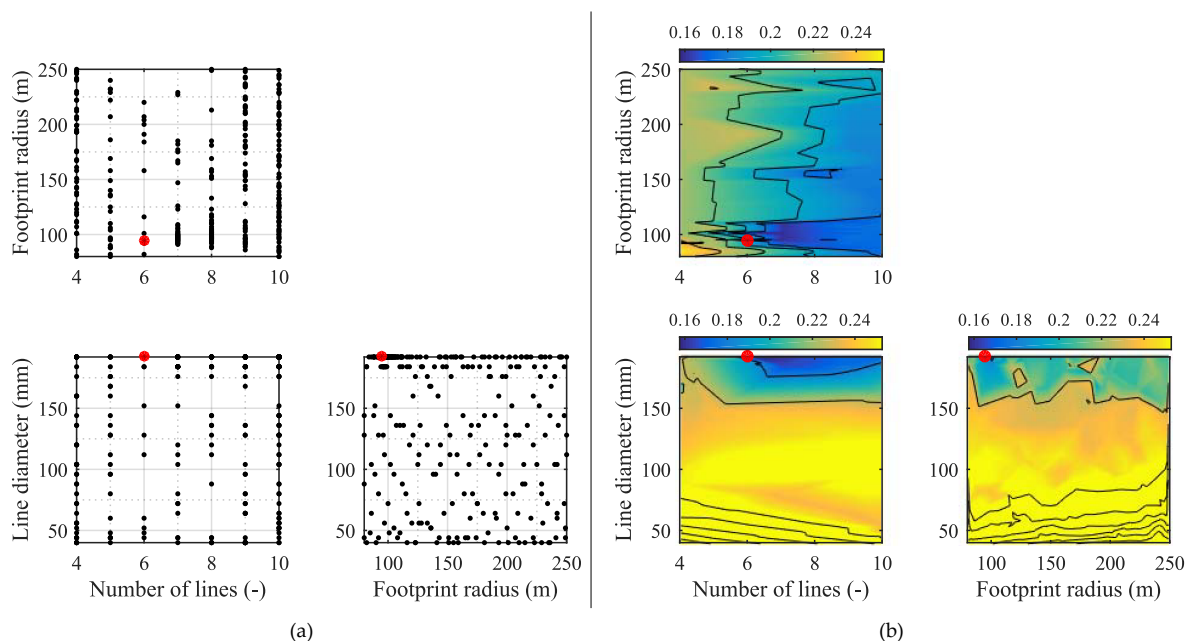 0.16 0.18 0.2 0.22 0.24
250
200
150
100
Footprint radius (m)
4 6 8 10
250
200
150
100
Footprint radius (m)
4 6 8 10
0.16 0.18 0.2 0.22 0.24
0.16 0.18 0.2 0.22 0.24
150
100
50
Line diameter (mm)
4 6 8 10
Number of lines (-)
100 150 200 250
Footprint radius (m)
150
100
50
Line diameter (mm)
4 6 8 10
Number of lines (-)
150
100
50
100 150 200 250
Footprint radius (m)
(a)
(b)